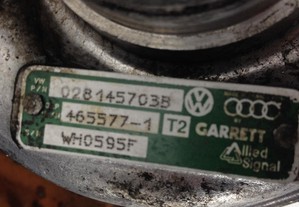 VW
P/N 028145703B
465577-1 T2 GARRETT
S/N WH0595F Allied
Signal